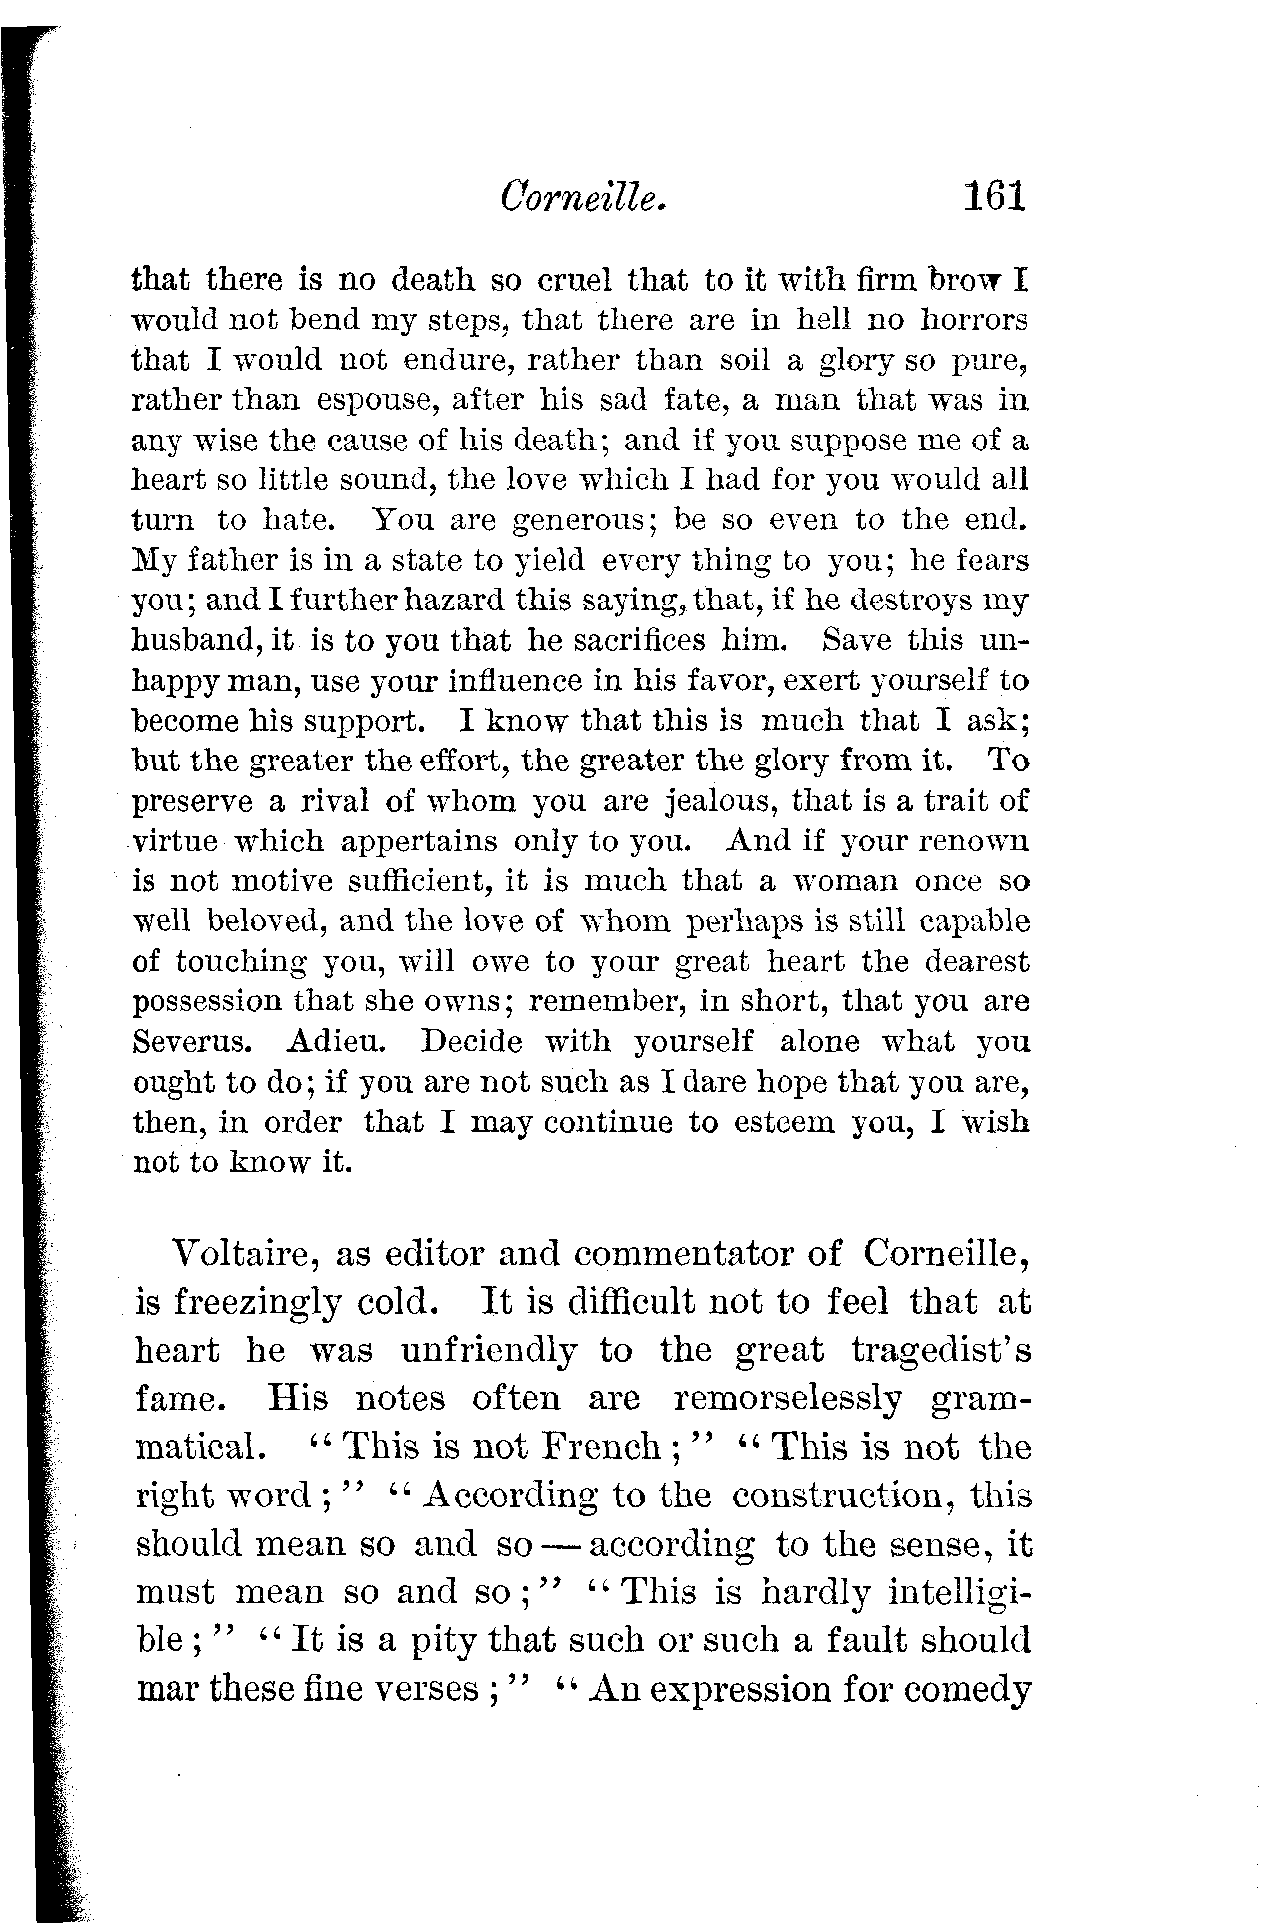 Corneille. 161
that there is no death so cruel that to it with firm brow I
would not bend my steps, that there are in hell no horrors
that I would not endure, rather than soil a glory so pure,
rather than espouse, after his sad fate, a man that was in
any wise the cause of his death; and if you suppose me of a
heart so little sound, the love which I had for you would all
turn to hate. You are generous; be so even to the end.
My father is in a state to yield every thing to you; he fears
you; and I further hazard this saying, that, if he destroys my
husband, it is to you that he sacrifices him. Save this un-
happy man, use your influence in his favor, exert yourself to
become his support. I know that this is much that I ask;
but the greater the effort, the greater the glory from it. To
preserve a rival of whom you are jealous, that is a trait of
virtue which appertains only to you. And if your renown
is not motive sufficient, it is much that a woman once so
well beloved, and the love of whom perhaps is still capable
of touching you, will owe to your great heart the dearest
possession that she owns; remember, in short, that you are
Severus. Adieu. Decide with yourself alone what you
ought to do; if you are not such as I dare hope that you are,
then, in order that I may continue to esteem you, I wish
not to know it.
Voltaire, as editor and commentator of Corneille,
is freezingly cold. It is difficult not to feel that at
heart he was unfriendly to the great tragedist's
fame. His notes often are remorselessly gram-
matical. “This is not French;” “This is not the
right word;” “According to the construction, this
should mean so and so—according to the sense, it
must mean so and so;” “This is hardly intelligi-
ble;” “It is a pity that such or such a fault should
mar these fine verses;” “An expression for comedy